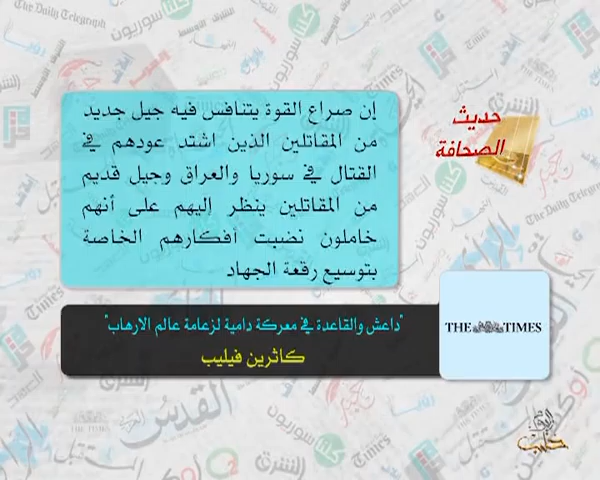 حديث
الصحافة
إن صراع القوة يتنافس فيه جيل جديد
من المقاتلين الذين اشتد عودهم في
القتال في سوريا والعراق وجيل قديم
من المقاتلين ينظر اليهم على أنهم
خاملون نضبت أفكارهم الخاصة
بتوسيع رقعة الجهاد
"داعش والقاعدة في معركة دامية لزعامة عالم الارهاب"
كاثرين فيليب
THE TIMES
حلب اليوم